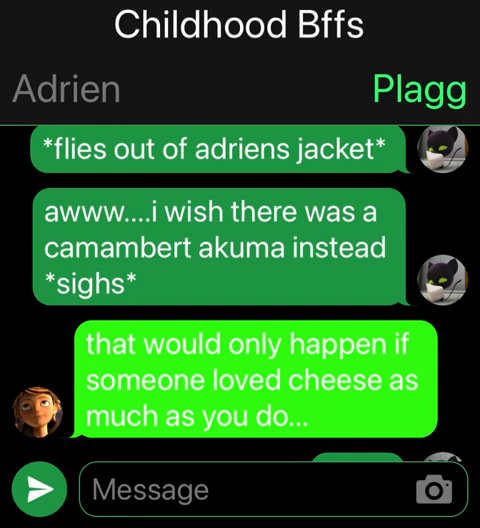 Childhood Bffs
Adrien Plagg
*flies out of adriens jacket*
awww....i wish there was a
camambert akuma instead
*sighs*
that would only happen if
someone loved cheese as
much as you do...
Message